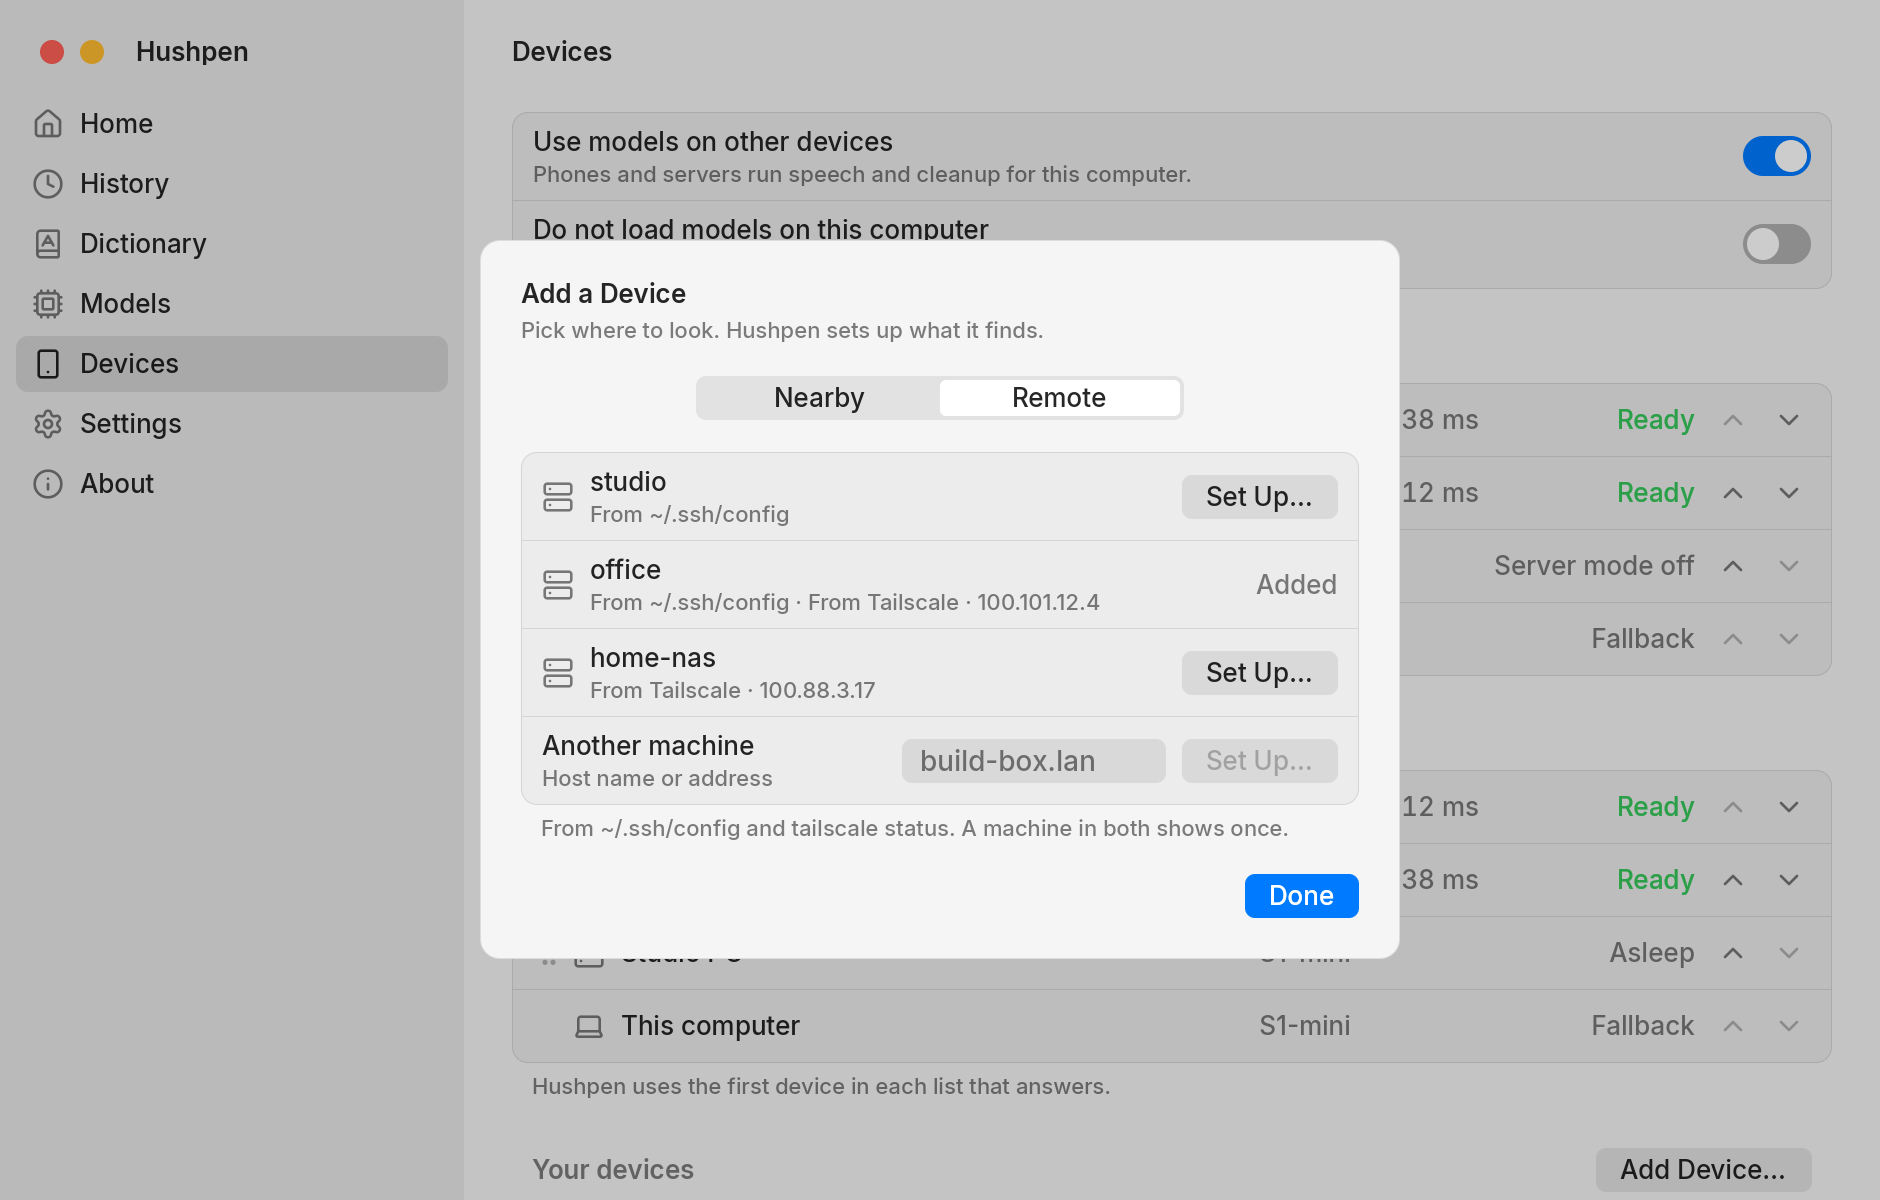 Hushpen
Home
History
Dictionary
Models
Devices
Settings
About
Devices
Use models on other devices
Phones and servers run speech and cleanup for this computer.
Do not load models on this computer
Add a Device
Pick where to look. Hushpen sets up what it finds.
Nearby
Remote
studio
From ~/.ssh/config
Set Up...
office
From ~/.ssh/config · From Tailscale · 100.101.12.4
Added
home-nas
From Tailscale · 100.88.3.17
Set Up...
Another machine
Host name or address
build-box.lan
Set Up...
From ~/.ssh/config and tailscale status. A machine in both shows once.
Done
38 ms Ready
12 ms Ready
Server mode off
Fallback
12 ms Ready
38 ms Ready
Asleep
This computer S1-mini Fallback
Hushpen uses the first device in each list that answers.
Your devices
Add Device...